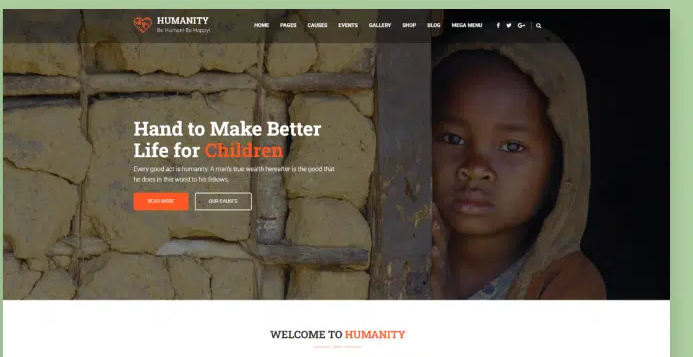 HUMANITY
Be Human! Be Happy!
HOME PAGES CAUSES EVENTS GALLERY SHOP BLOG MEGA MENU
Hand to Make Better
Life for Children
Every good act is humanity. A man's true wealth hereafter is the good that
he does in this world to his fellows.
READ MORE OUR CAUSES
WELCOME TO HUMANITY